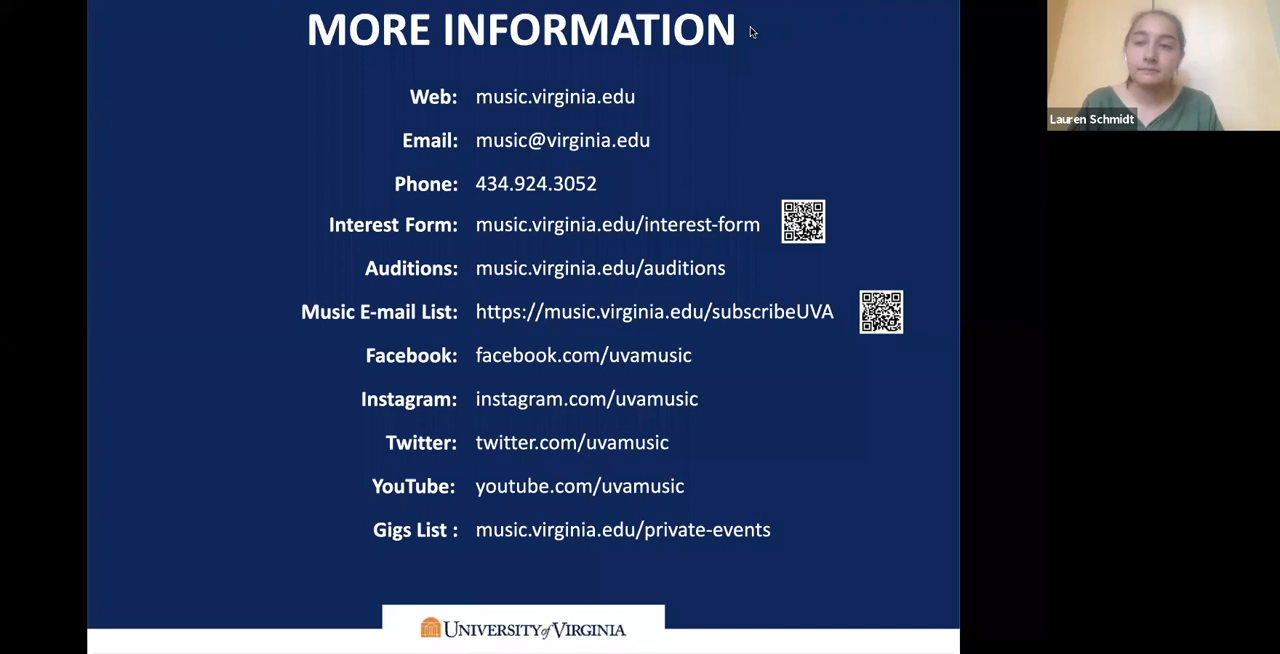 MORE INFORMATION
Web: music.virginia.edu
Email: music@virginia.edu
Phone: 434.924.3052
Interest Form: music.virginia.edu/interest-form
Auditions: music.virginia.edu/auditions
Music E-mail List: https://music.virginia.edu/subscribeUVA
Facebook: facebook.com/uvamusic
Instagram: instagram.com/uvamusic
Twitter: twitter.com/uvamusic
YouTube: youtube.com/uvamusic
Gigs List : music.virginia.edu/private-events
UNIVERSITY of VIRGINIA
Lauren Schmidt